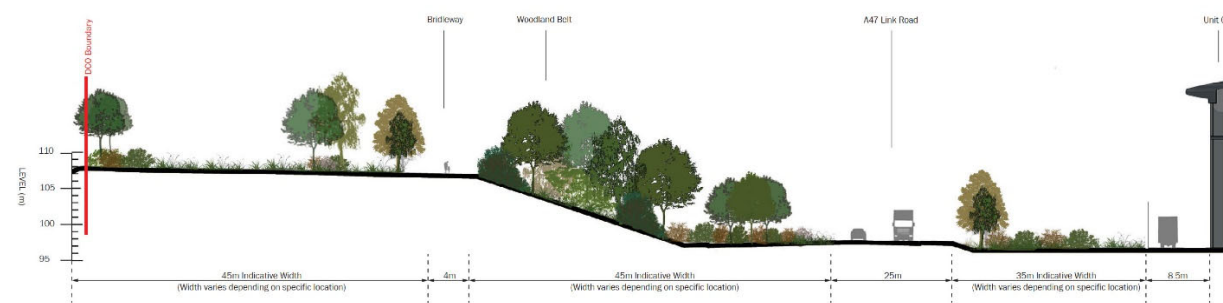 DCO Boundary
Bridleway
Woodland Belt
A47 Link Road
Unit
110
105
100
95
LEVEL (m)
45m Indicative Width
(Width varies depending on specific location)
4m
45m Indicative Width
(Width varies depending on specific location)
25m
35m Indicative Width
(Width varies depending on specific location)
8.5m